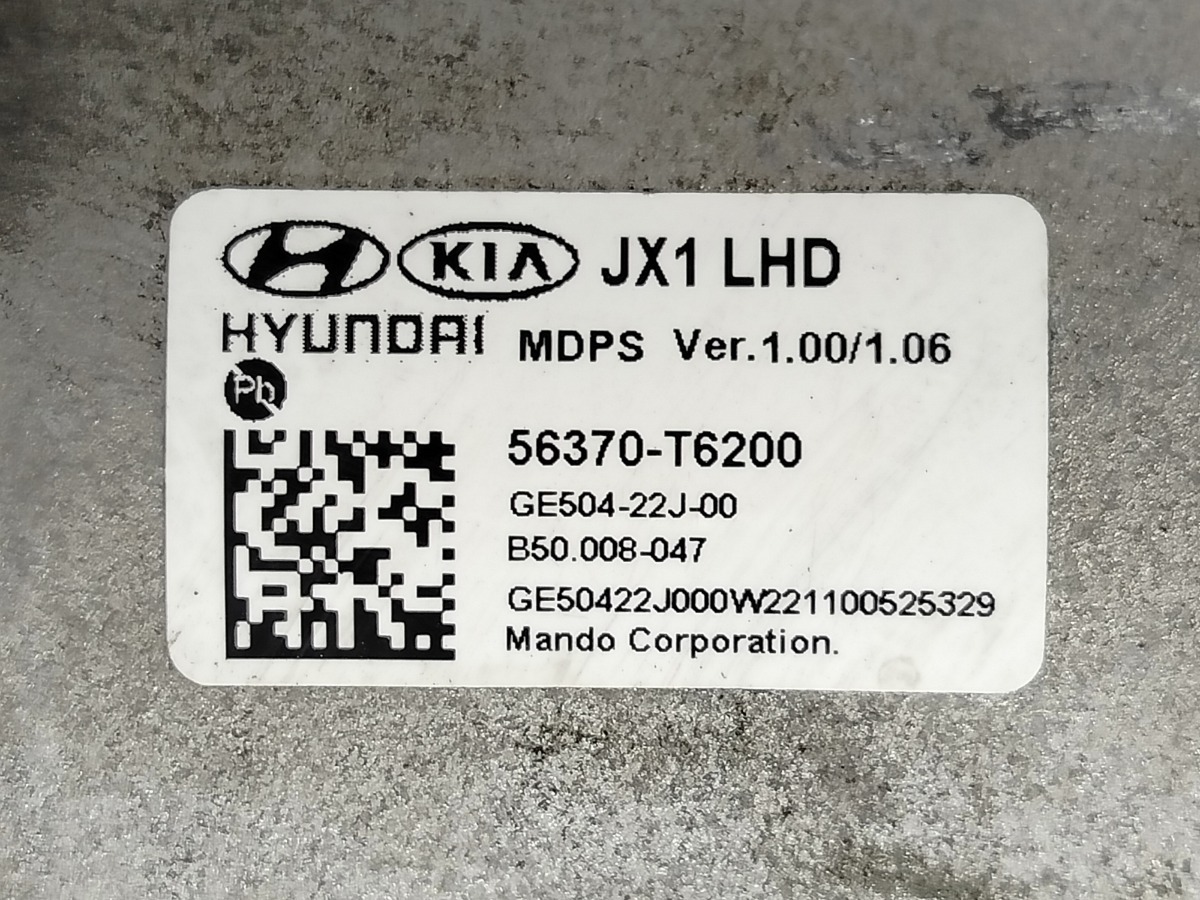 KIA JX1 LHD
HYUNDAI MDPS Ver.1.00/1.06
Pb
56370-T6200
GE504-22J-00
B50.008-047
GE50422J000W221100525329
Mando Corporation.